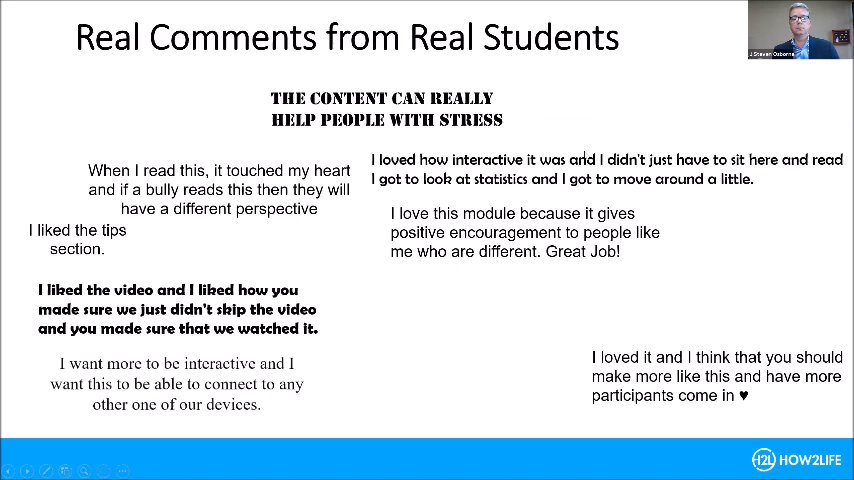 Real Comments from Real Students
J Steven Osborne
THE CONTENT CAN REALLY
HELP PEOPLE WITH STRESS
I loved how interactive it was and I didn't just have to sit here and read
I got to look at statistics and I got to move around a little.
When I read this, it touched my heart
and if a bully reads this then they will
have a different perspective
I liked the tips
section.
I love this module because it gives
positive encouragement to people like
me who are different. Great Job!
I liked the video and I liked how you
made sure we just didn't skip the video
and you made sure that we watched it.
I want more to be interactive and I
want this to be able to connect to any
other one of our devices.
I loved it and I think that you should
make more like this and have more
participants come in ♥
H2L HOW2LIFE